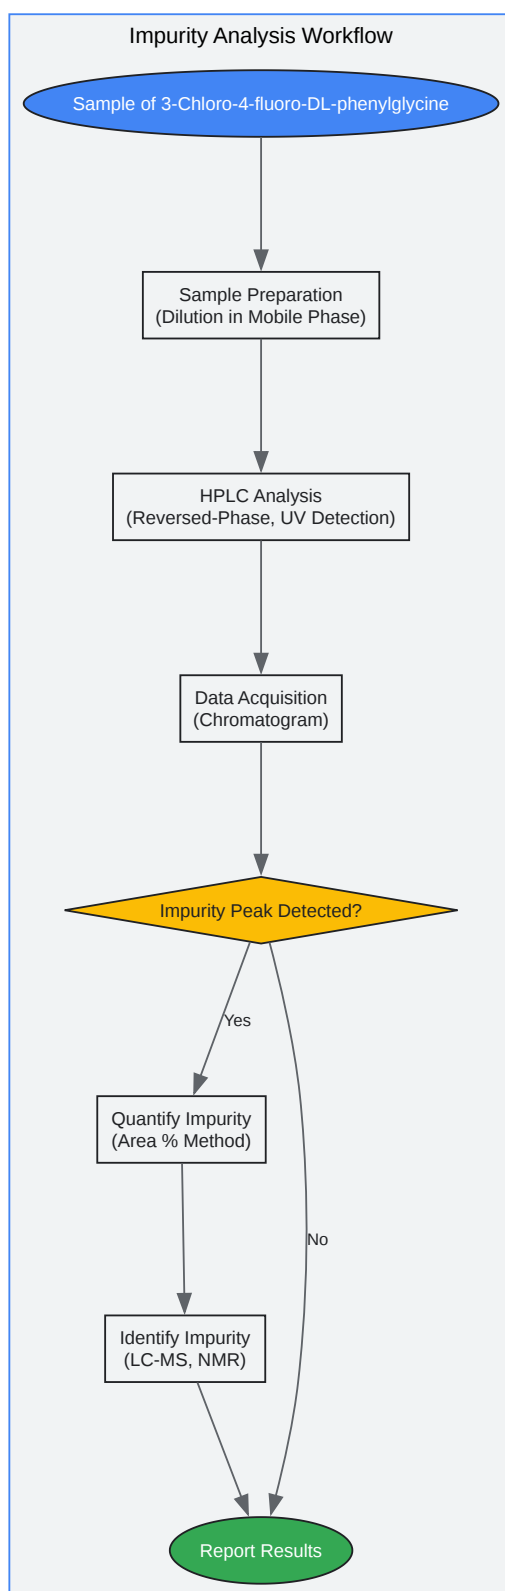 Impurity Analysis Workflow
Sample of 3-Chloro-4-fluoro-DL-phenylglycine
Sample Preparation
(Dilution in Mobile Phase)
HPLC Analysis
(Reversed-Phase, UV Detection)
Data Acquisition
(Chromatogram)
Impurity Peak Detected?
Yes
Quantify Impurity
(Area % Method)
No
Identify Impurity
(LC-MS, NMR)
Report Results